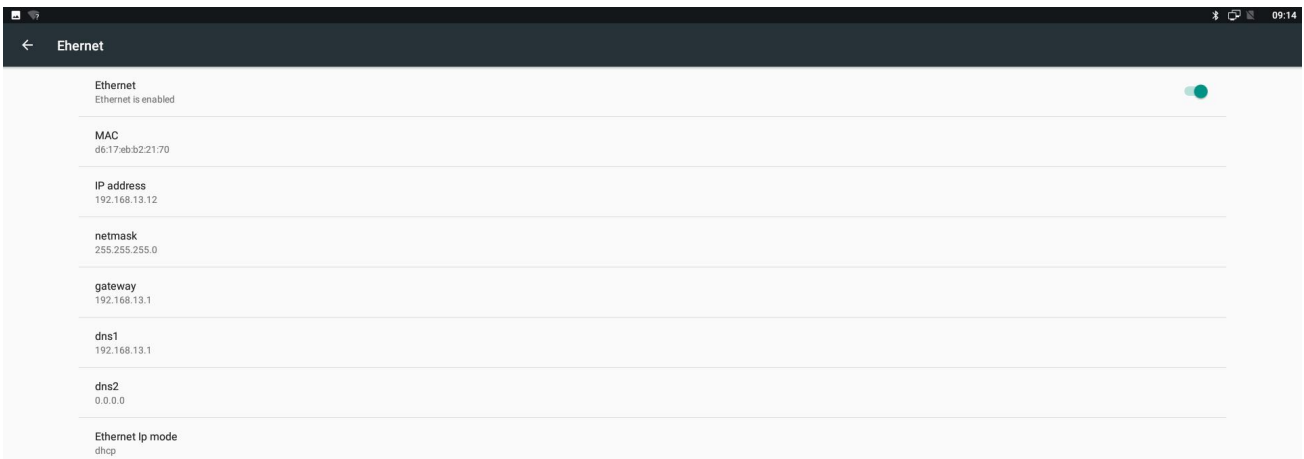 09:14
Ehernet
Ethernet
Ethernet is enabled
MAC
d6:17:eb:b2:21:70
IP address
192.168.13.12
netmask
255.255.255.0
gateway
192.168.13.1
dns1
192.168.13.1
dns2
0.0.0.0
Ethernet Ip mode
dhcp